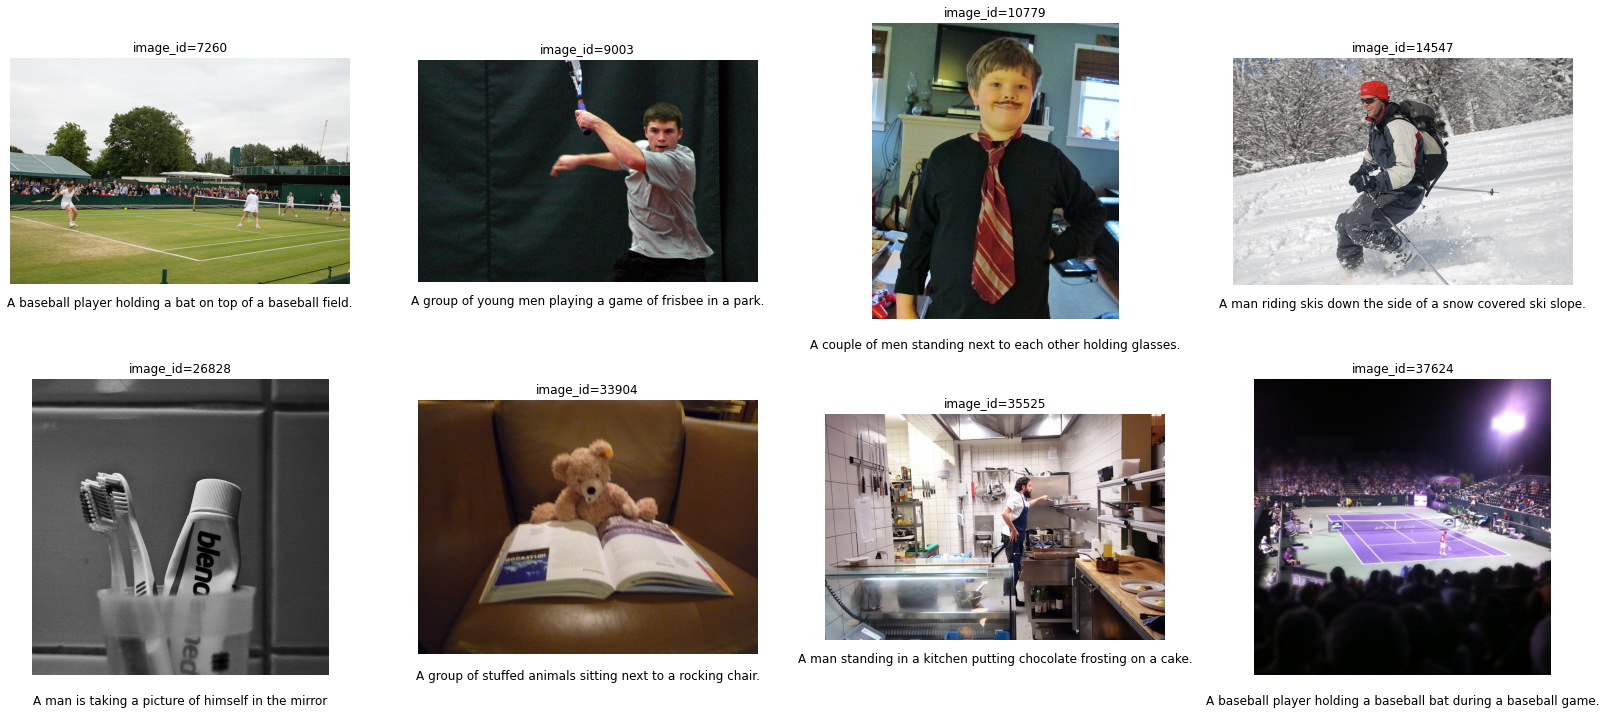 image_id=7260
A baseball player holding a bat on top of a baseball field.
image_id=9003
A group of young men playing a game of frisbee in a park.
image_id=10779
A couple of men standing next to each other holding glasses.
image_id=14547
A man riding skis down the side of a snow covered ski slope.
image_id=26828
blend
A man is taking a picture of himself in the mirror
image_id=33904
A group of stuffed animals sitting next to a rocking chair.
image_id=35525
A man standing in a kitchen putting chocolate frosting on a cake.
image_id=37624
A baseball player holding a baseball bat during a baseball game.